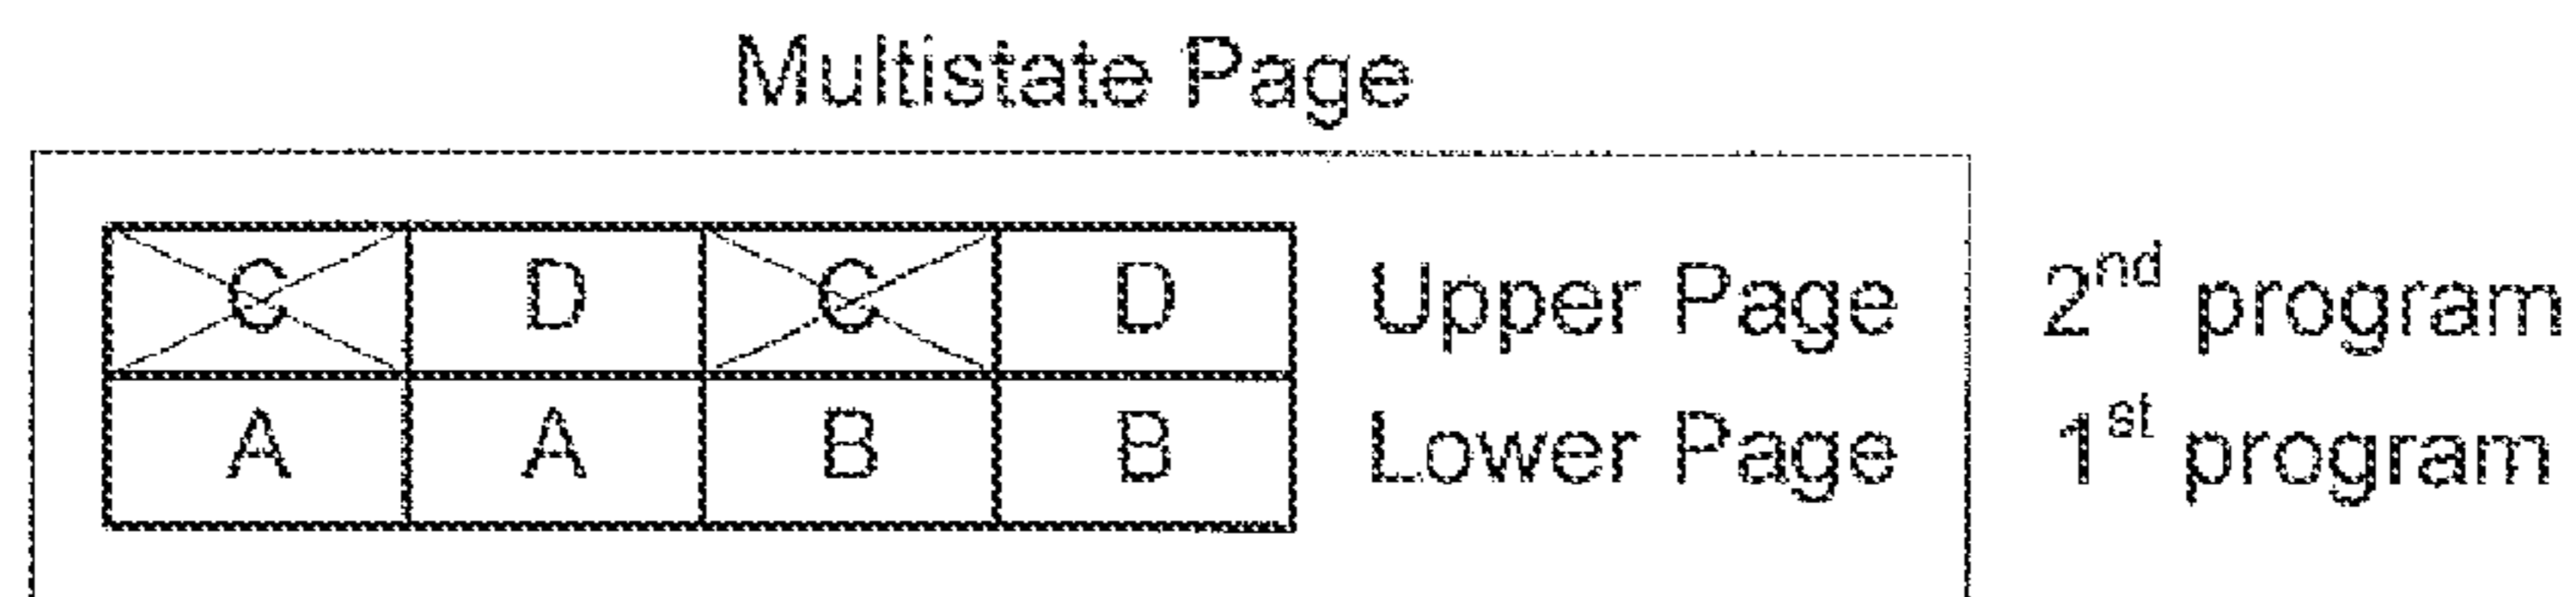 Multistate Page
C D C D Upper Page 2nd program
A A B B Lower Page 1st program